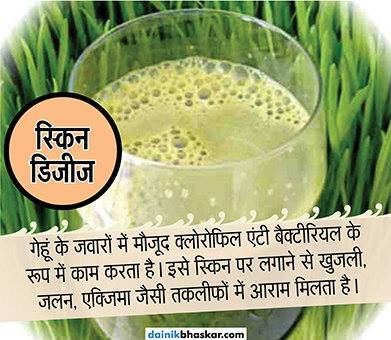 स्किन
डिजीज
गेहूं के जवारों में मौजूद क्लोरोफिल एंटी बैक्टीरियल के
रूप में काम करता है। इसे स्किन पर लगाने से खुजली,
जलन, एक्जिमा जैसी तकलीफों में आराम मिलता है।
dainikbhaskar.com